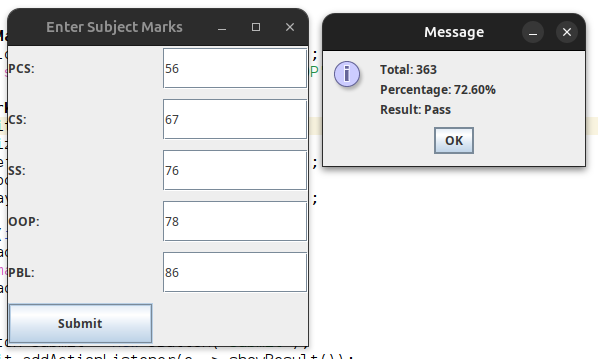 Enter Subject Marks
PCS:
56
CS:
67
SS:
76
OOP:
78
PBL:
86
Submit
Message
Total: 363
Percentage: 72.60%
Result: Pass
OK